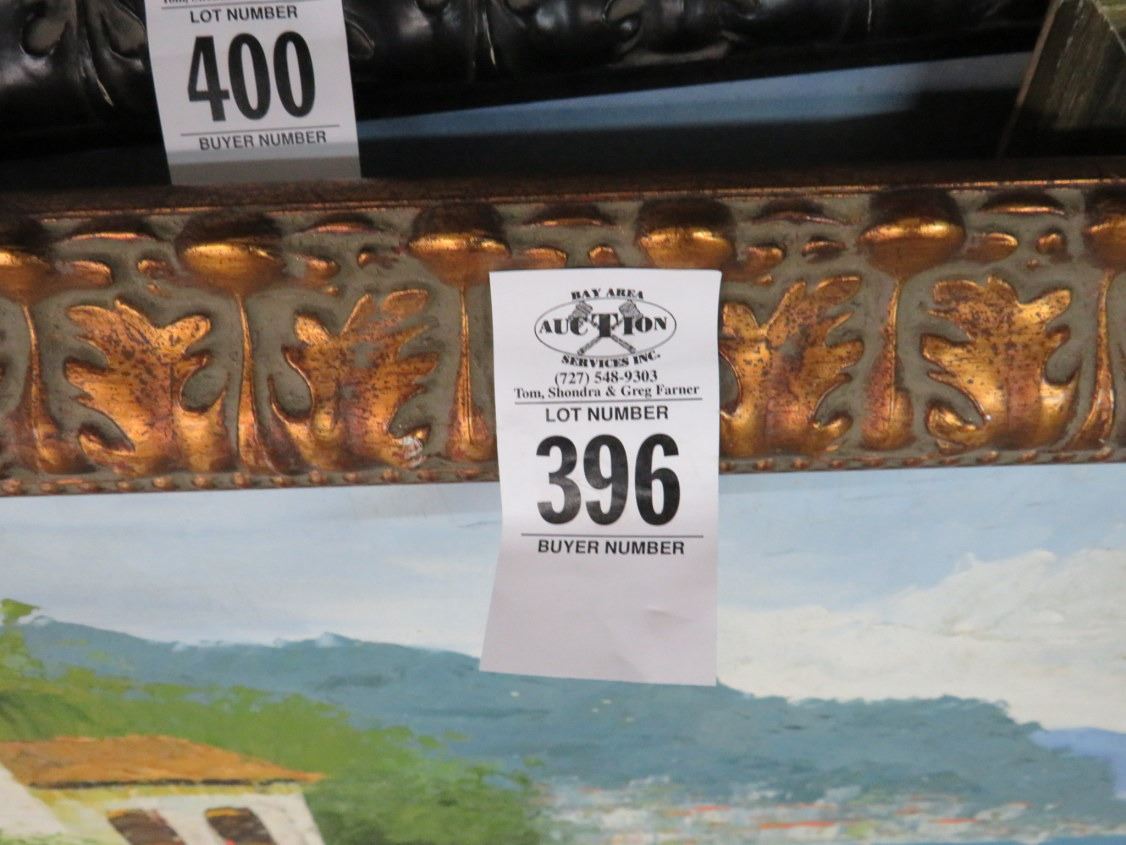 LOT NUMBER
400
BUYER NUMBER
BAY AREA
AUCTION
SERVICES INC.
(727) 548-9303
Tom, Shondra & Greg Farner
LOT NUMBER
396
BUYER NUMBER